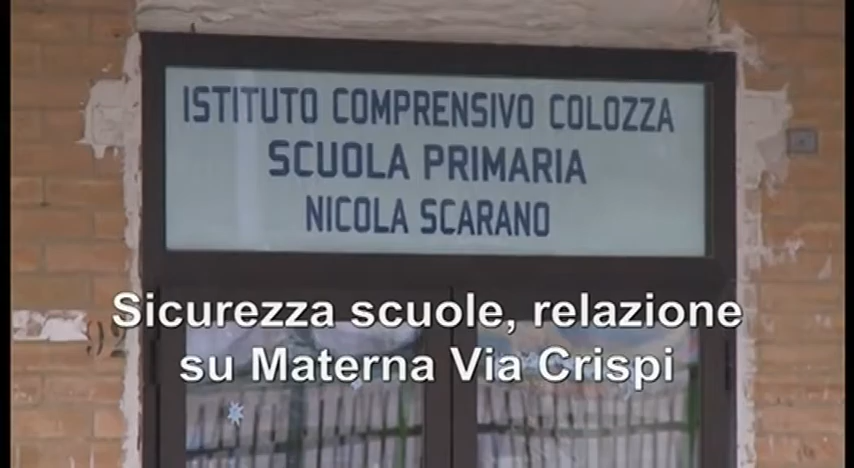 ISTITUTO COMPRENSIVO COLOZZA
SCUOLA PRIMARIA
NICOLA SCARANO
Sicurezza scuole, relazione
su Materna Via Crispi